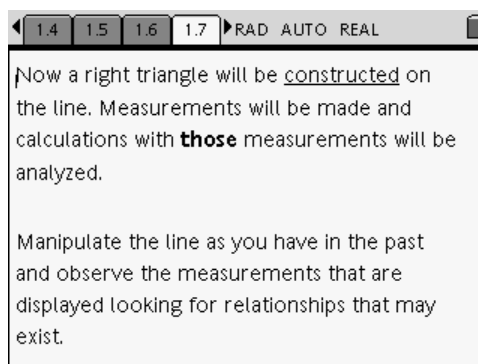 1.4 1.5 1.6 1.7 RAD AUTO REAL
Now a right triangle will be constructed on
the line. Measurements will be made and
calculations with those measurements will be
analyzed.
Manipulate the line as you have in the past
and observe the measurements that are
displayed looking for relationships that may
exist.